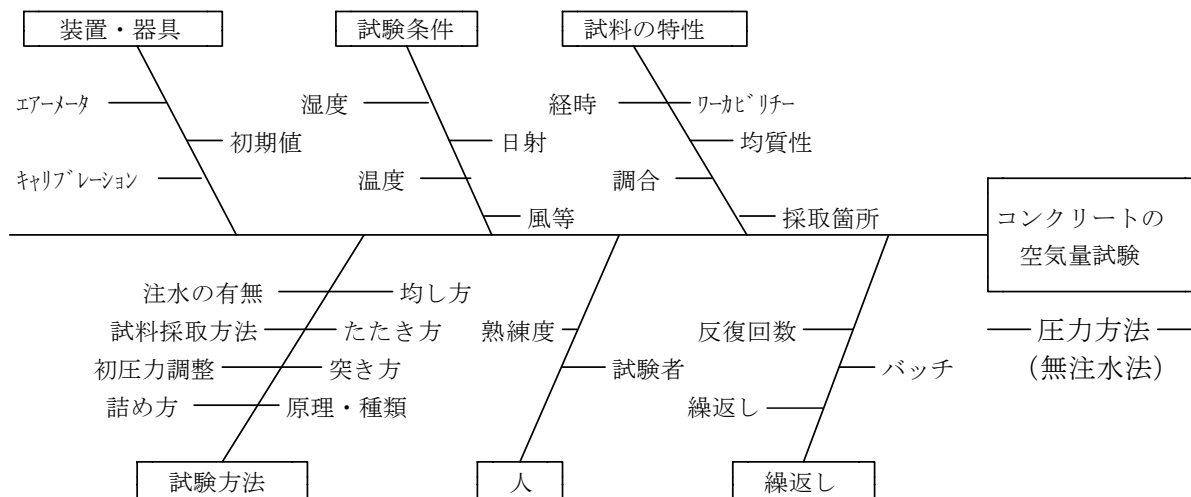 装置・器具
試験条件
試料の特性
エアーメータ
湿度
経時
ワーカビリチー
初期値
日射
均質性
キャリブレーション
温度
調合
風等
採取箇所
コンクリートの
空気量試験
注水の有無
均し方
試料採取方法
たたき方
熟練度
反復回数
圧力方法
初圧力調整
突き方
試験者
バッチ
（無注水法）
詰め方
原理・種類
繰返し
試験方法
人
繰返し